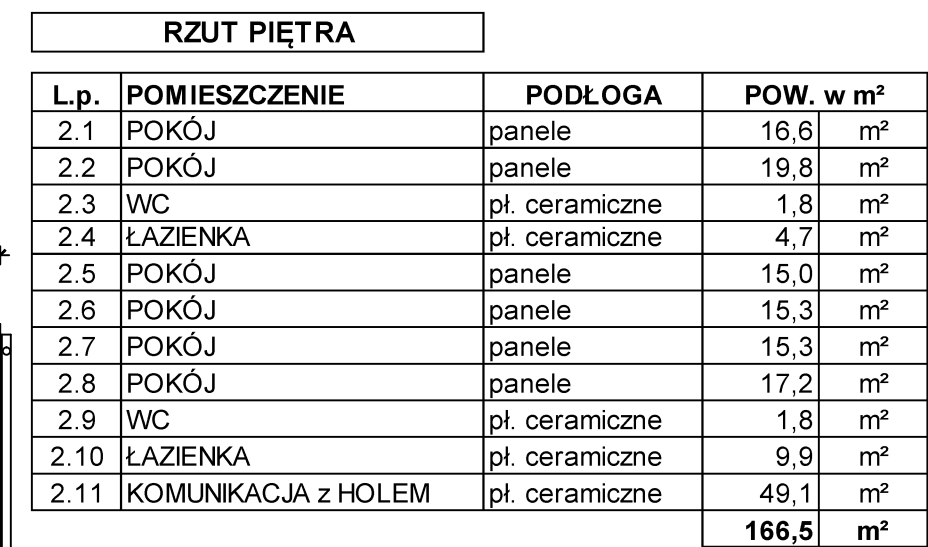 RZUT PIĘTRA
L.p. POMIESZCZENIE PODŁOGA POW. w m²
2.1 POKÓJ panele 16,6 m²
2.2 POKÓJ panele 19,8 m²
2.3 WC pł. ceramiczne 1,8 m²
2.4 ŁAZIENKA pł. ceramiczne 4,7 m²
2.5 POKÓJ panele 15,0 m²
2.6 POKÓJ panele 15,3 m²
2.7 POKÓJ panele 15,3 m²
2.8 POKÓJ panele 17,2 m²
2.9 WC pł. ceramiczne 1,8 m²
2.10 ŁAZIENKA pł. ceramiczne 9,9 m²
2.11 KOMUNIKACJA z HOLEM pł. ceramiczne 49,1 m²
166,5 m²